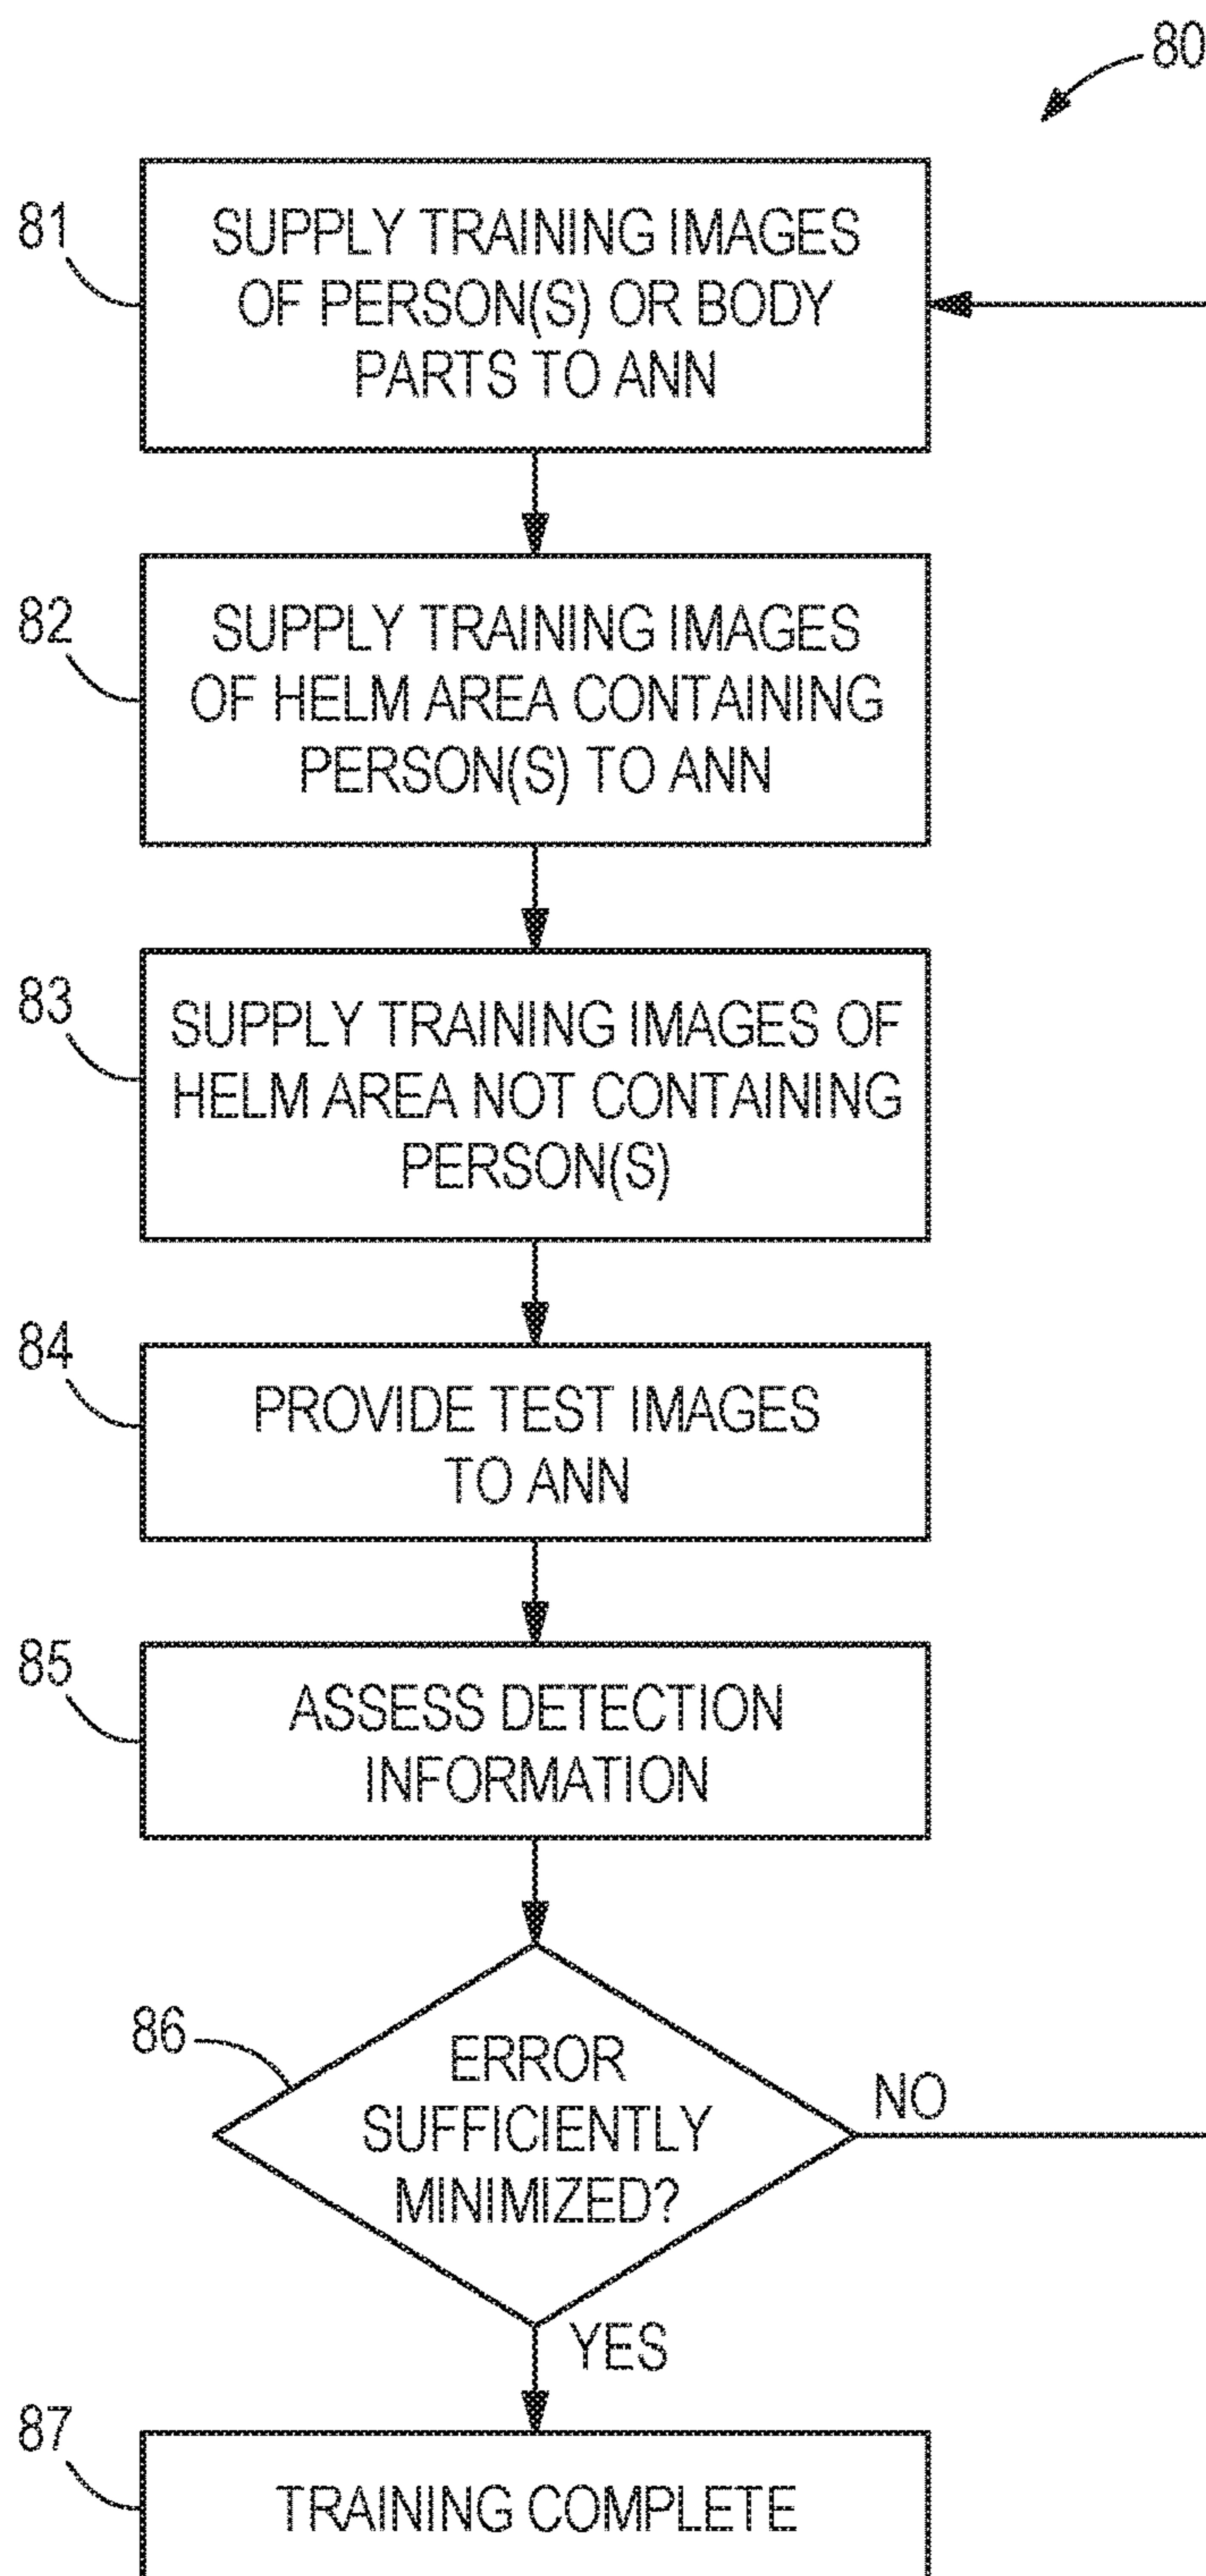 80
81
SUPPLY TRAINING IMAGES
OF PERSON(S) OR BODY
PARTS TO ANN
82
SUPPLY TRAINING IMAGES
OF HELM AREA CONTAINING
PERSON(S) TO ANN
83
SUPPLY TRAINING IMAGES OF
HELM AREA NOT CONTAINING
PERSON(S)
84
PROVIDE TEST IMAGES
TO ANN
85
ASSESS DETECTION
INFORMATION
86
ERROR
SUFFICIENTLY
MINIMIZED?
NO
YES
87
TRAINING COMPLETE